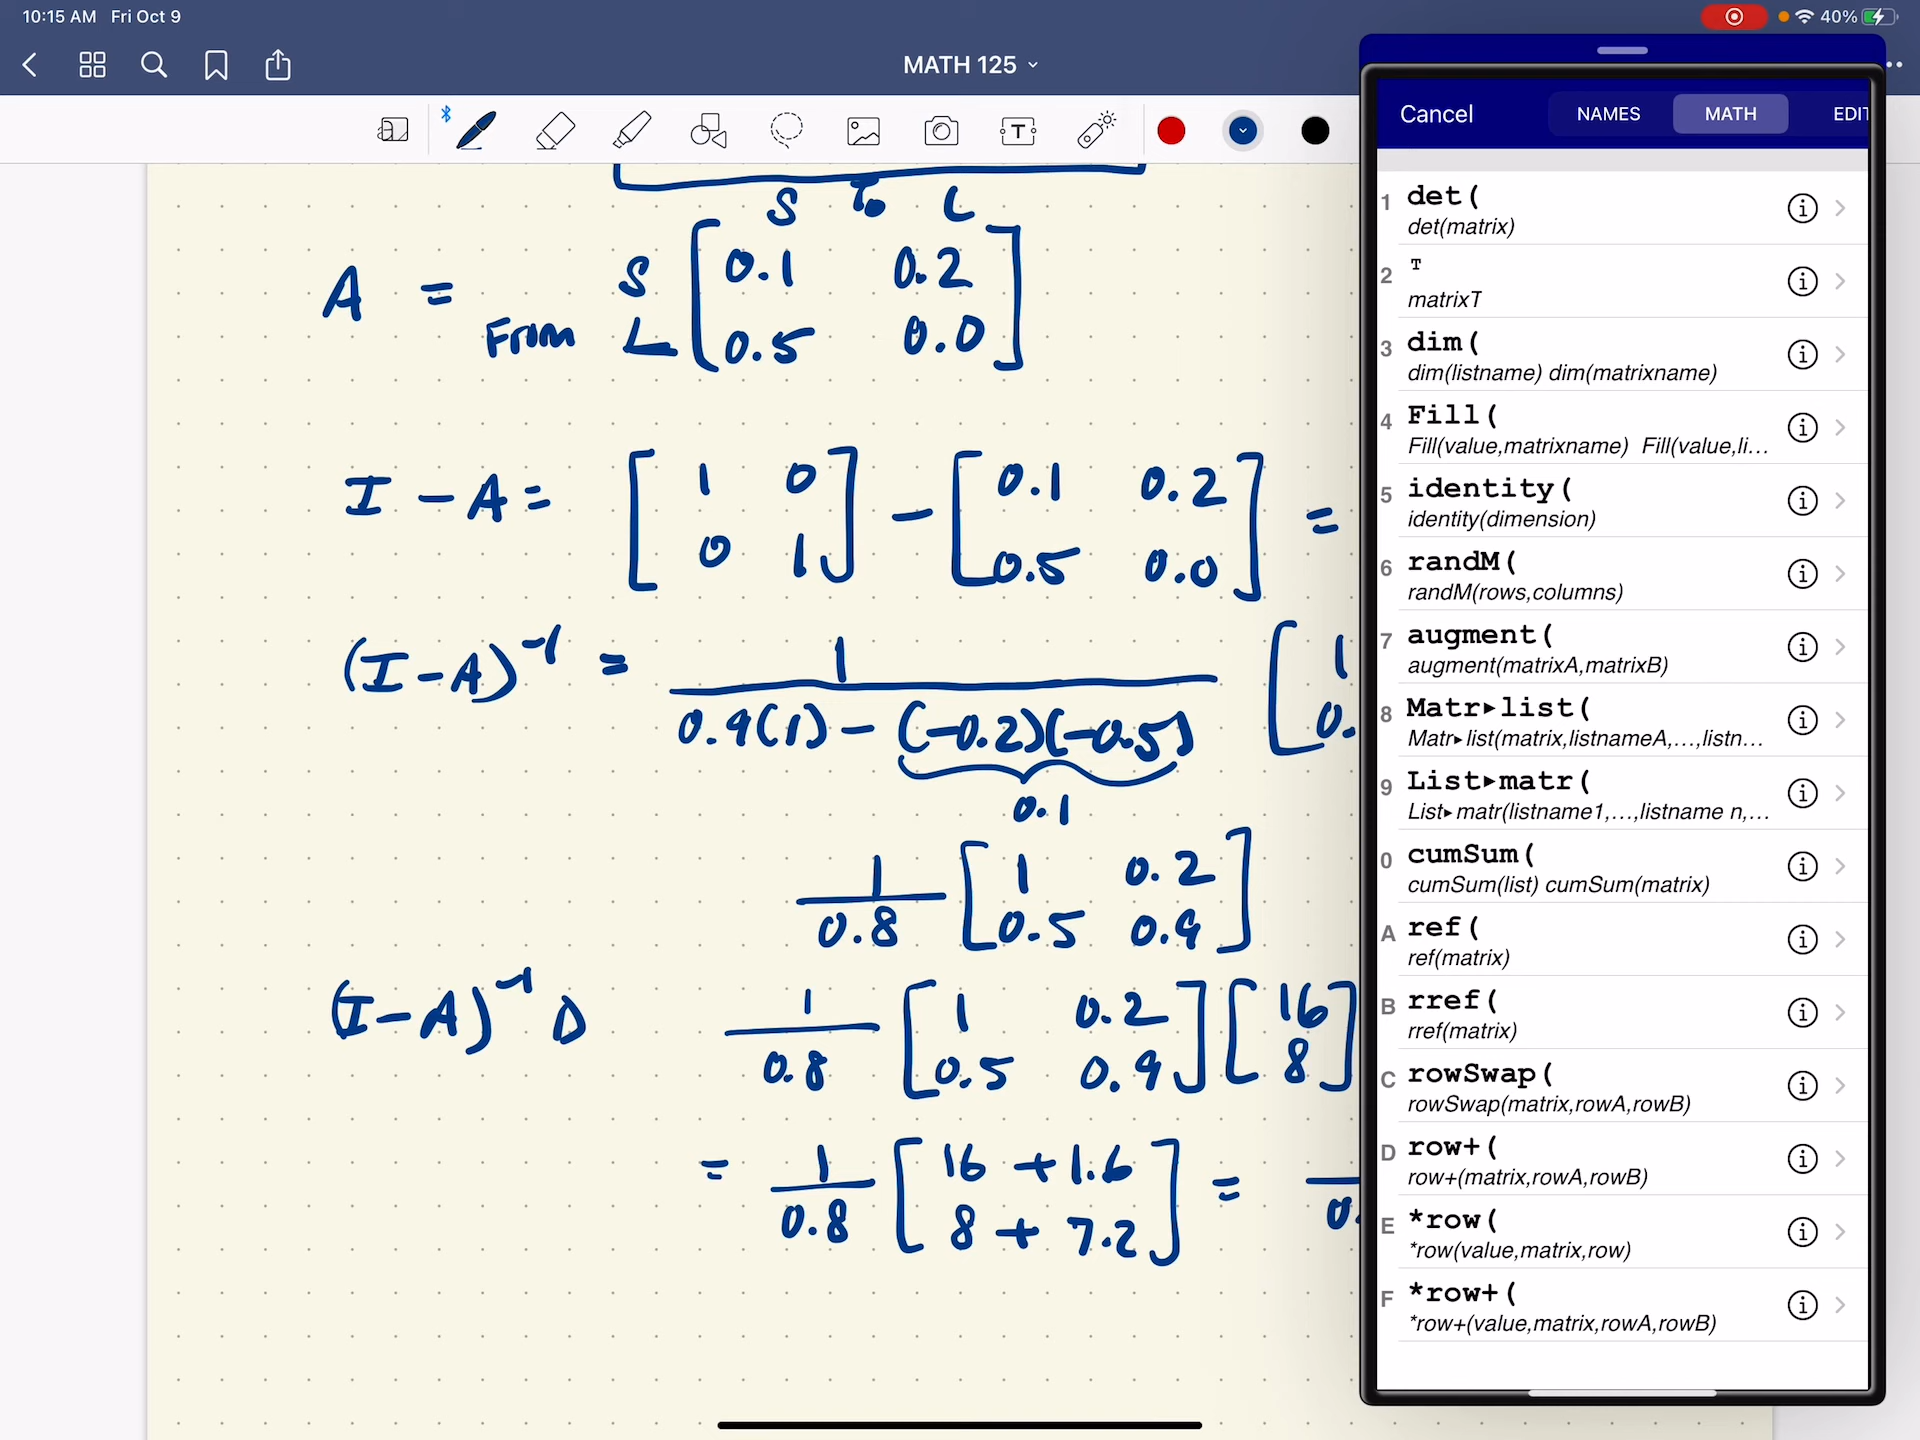 10:15 AM Fri Oct 9
40%
MATH 125
T
S To L
A = From S [ 0.1 0.2 ]
L [ 0.5 0.0 ]
I - A = [ 1 0 ] - [ 0.1 0.2 ] =
[ 0 1 ] [ 0.5 0.0 ]
(I-A)⁻¹ = 1 [ 1
0.9(1) - (-0.2)(-0.5) [ 0.
0.1
1 [ 1 0.2 ]
0.8 [ 0.5 0.9 ]
(I-A)⁻¹ D 1 [ 1 0.2 ] [ 16 ]
0.8 [ 0.5 0.9 ] [ 8 ]
= 1 [ 16 + 1.6 ] =
0.8 [ 8 + 7.2 ] 0.
Cancel NAMES MATH EDIT
1 det(
det(matrix)
2 T
matrixT
3 dim(
dim(listname) dim(matrixname)
4 Fill(
Fill(value,matrixname) Fill(value,li...
5 identity(
identity(dimension)
6 randM(
randM(rows,columns)
7 augment(
augment(matrixA,matrixB)
8 Matr▸list(
Matr▸list(matrix,listnameA,...,listn...
9 List▸matr(
List▸matr(listname1,...,listname n,...
0 cumSum(
cumSum(list) cumSum(matrix)
A ref(
ref(matrix)
B rref(
rref(matrix)
C rowSwap(
rowSwap(matrix,rowA,rowB)
D row+(
row+(matrix,rowA,rowB)
E *row(
*row(value,matrix,row)
F *row+(
*row+(value,matrix,rowA,rowB)